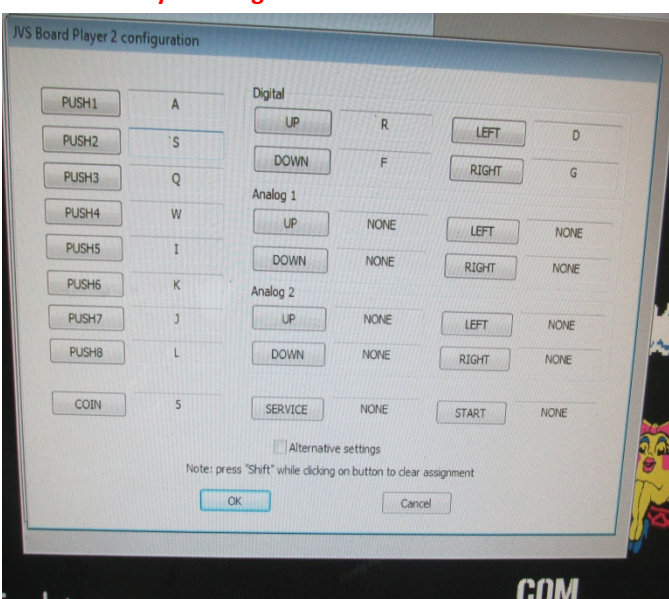 JVS Board Player 2 configuration
Digital
PUSH1 A UP R LEFT D
PUSH2 S DOWN F RIGHT G
PUSH3 Q
Analog 1
PUSH4 W UP NONE LEFT NONE
PUSH5 I DOWN NONE RIGHT NONE
PUSH6 K
Analog 2
PUSH7 J UP NONE LEFT NONE
PUSH8 L DOWN NONE RIGHT NONE
COIN 5 SERVICE NONE START NONE
Alternative settings
Note: press "Shift" while clicking on button to clear assignment
OK Cancel
COM